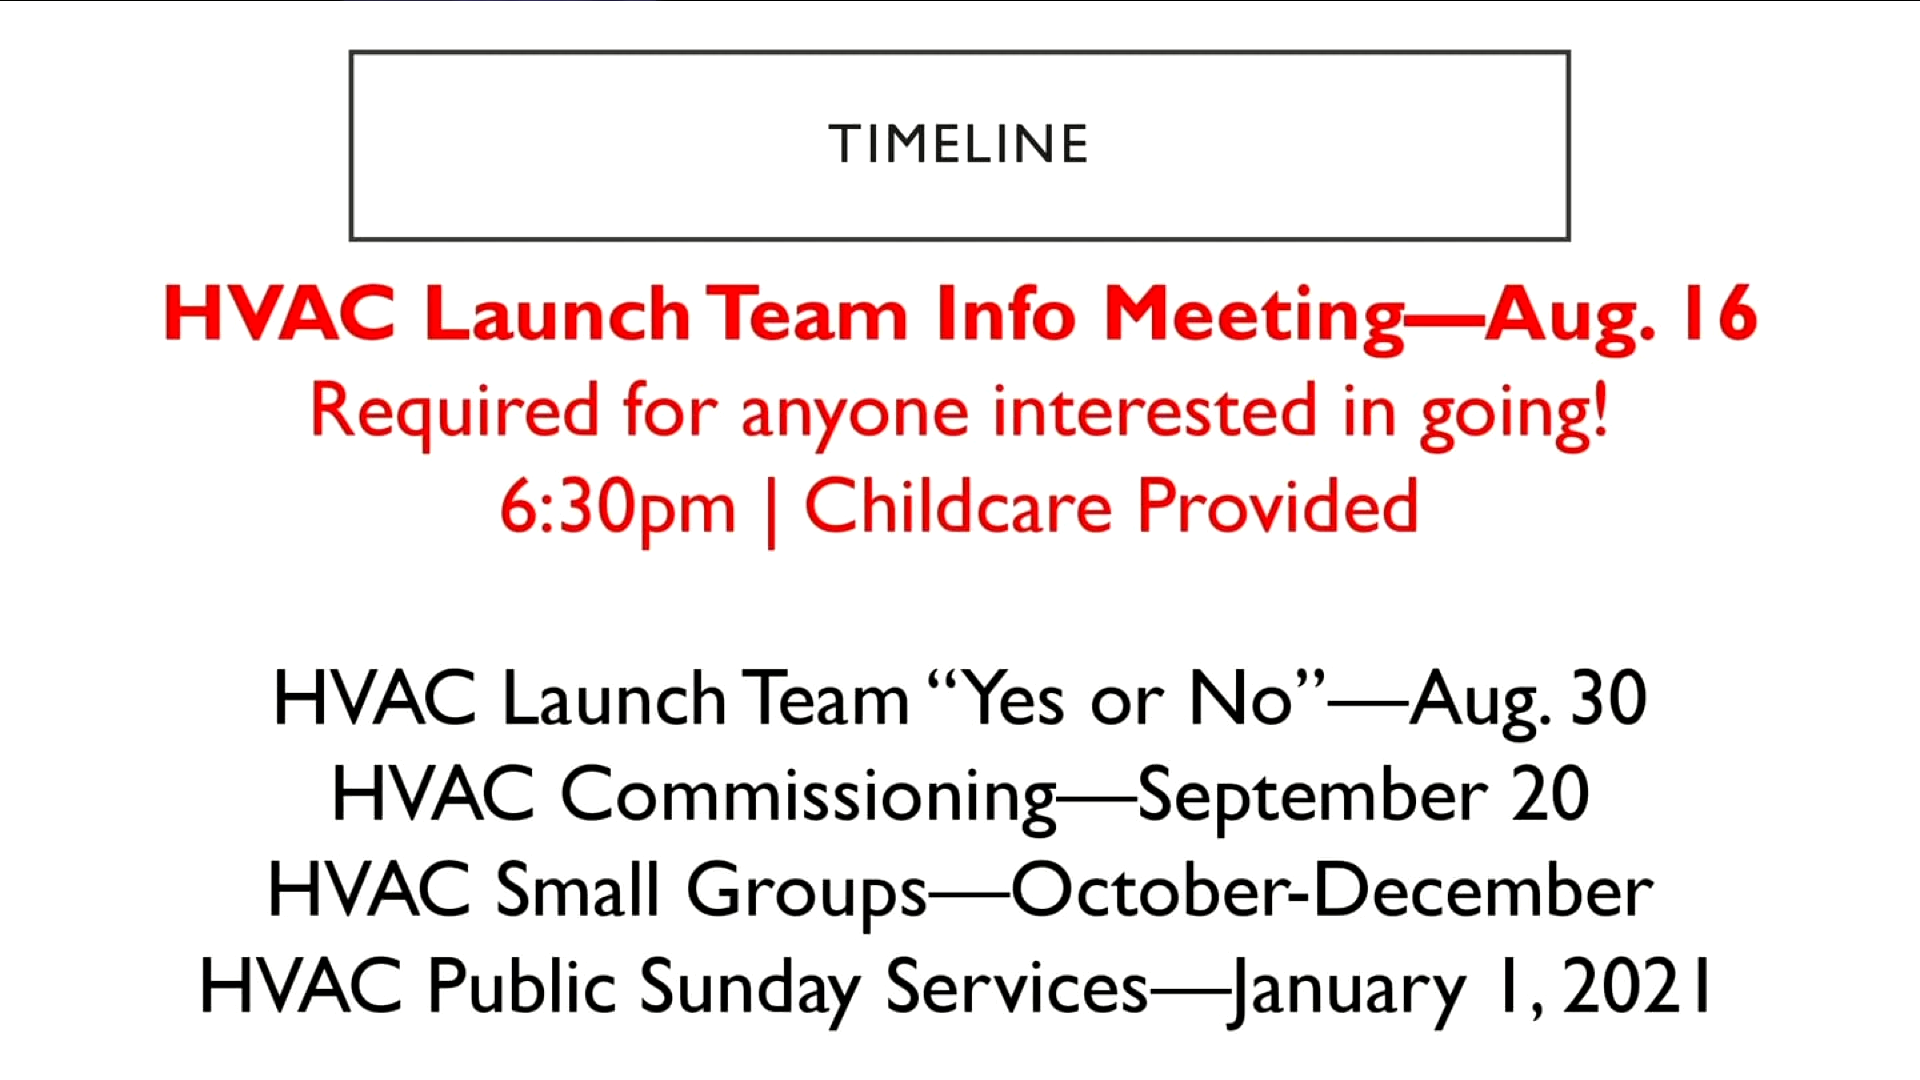 TIMELINE
HVAC Launch Team Info Meeting—Aug. 16
Required for anyone interested in going!
6:30pm | Childcare Provided
HVAC Launch Team “Yes or No”—Aug. 30
HVAC Commissioning—September 20
HVAC Small Groups—October-December
HVAC Public Sunday Services—January 1, 2021